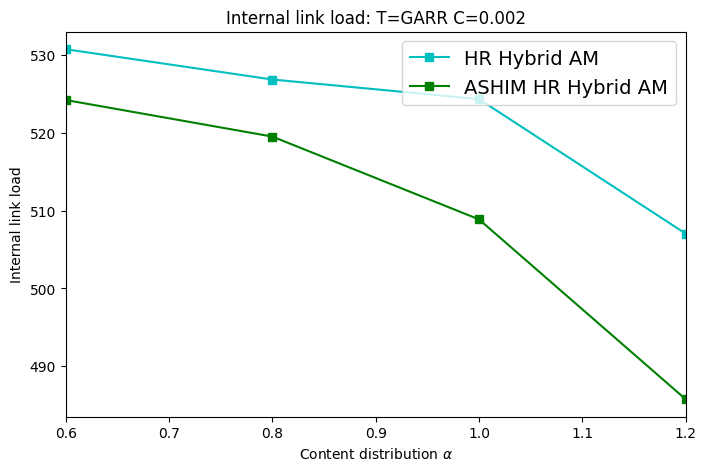 Internal link load: T=GARR C=0.002
HR Hybrid AM
ASHIM HR Hybrid AM
Internal link load
530
520
510
500
490
0.6 0.7 0.8 0.9 1.0 1.1 1.2
Content distribution α